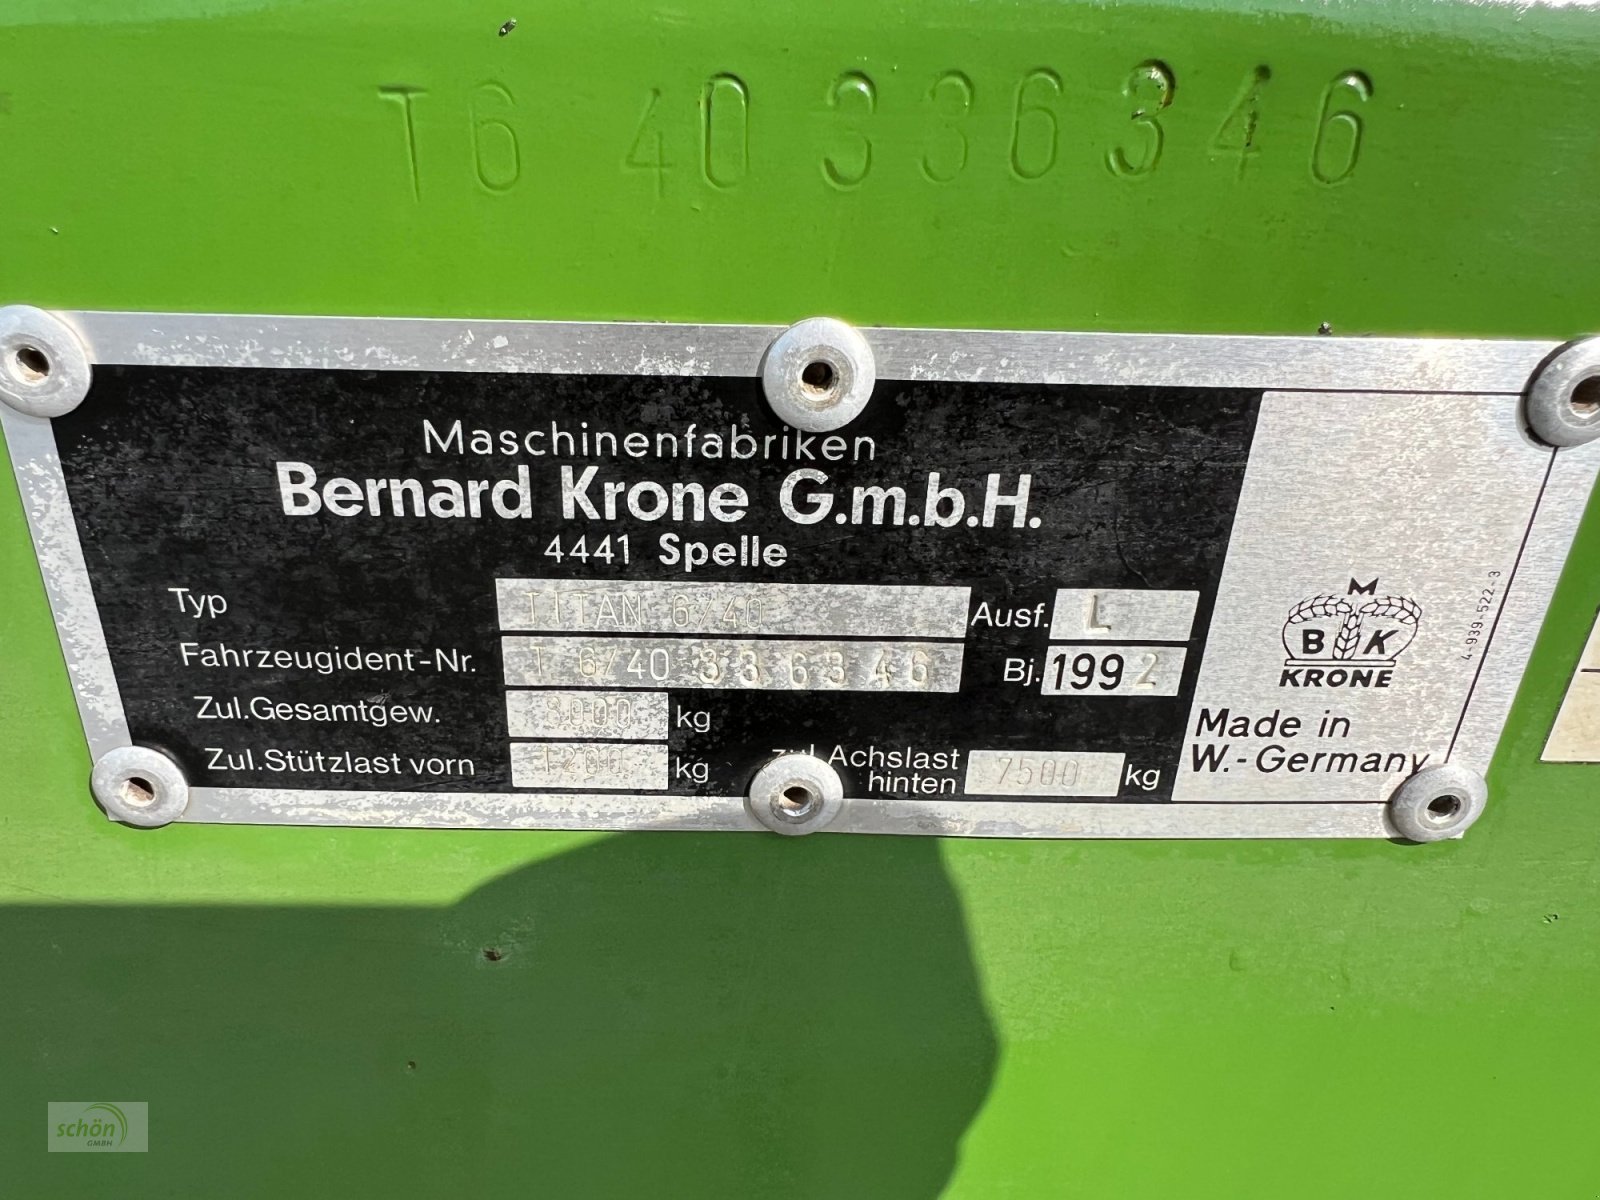 T6 40 336346
Maschinenfabriken
Bernard Krone G.m.b.H.
4441 Spelle
Typ TITAN 6/40 Ausf. L
Fahrzeugident-Nr. T 6/40 336346 Bj. 1992
Zul.Gesamtgew. 8000 kg
Zul.Stützlast vorn 1200 kg zul. Achslast hinten 7500 kg
4-939-522-3
M
B K
KRONE
Made in
W.-Germany
schön
GMBH